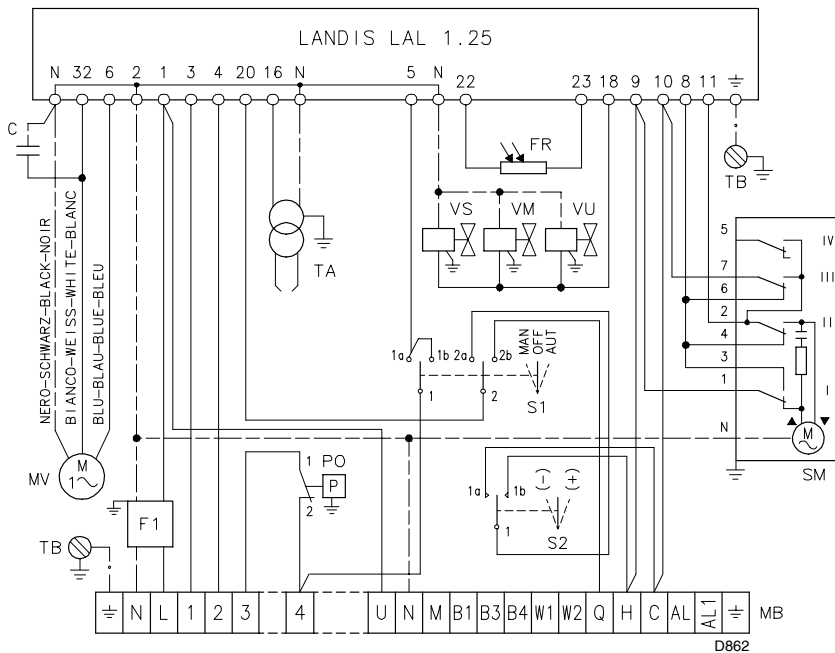 LANDIS LAL 1.25
N 32 6 2 1 3 4 20 16 N 5 N 22 23 18 9 10 8 11
C
FR
TB
VS VM VU
TA
NERO-SCHWARZ-BLACK-NOIR
BIANCO-WEISS-WHITE-BLANC
BLU-BLAU-BLUE-BLEU
5 IV
7 III
6
2 II
4
3
1 I
N
M
SM
MAN
OFF
AUT
1a 1b 2a 2b
1 2
S1
M
1
MV
F1
TB
1 PO
P
2
(-) (+)
1a 1b
1
S2
N L 1 2 3 4 U N M B1 B3 B4 W1 W2 Q H C AL AL1 MB
D862